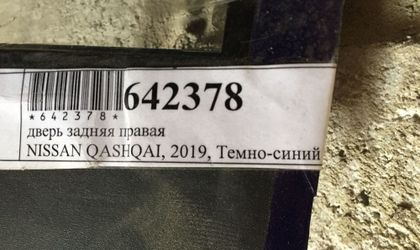 642378
*642378*
дверь задняя правая
NISSAN QASHQAI, 2019, Темно-синий